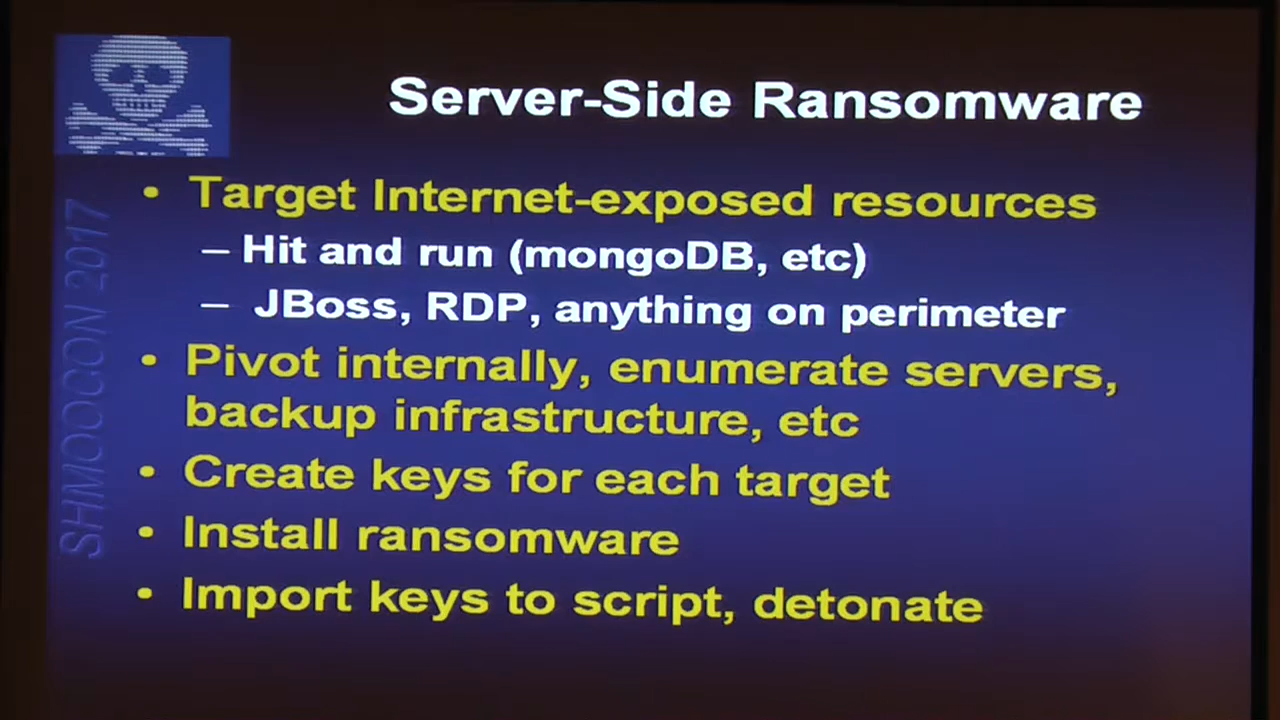 Server-Side Ransomware
• Target Internet-exposed resources
– Hit and run (mongoDB, etc)
– JBoss, RDP, anything on perimeter
• Pivot internally, enumerate servers,
backup infrastructure, etc
• Create keys for each target
• Install ransomware
• Import keys to script, detonate
SHMOOCON 2017